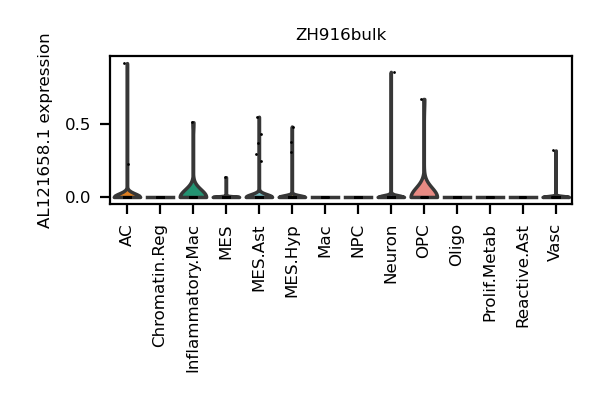 ZH916bulk
AL121658.1 expression
0.5
0.0
AC
Chromatin.Reg
Inflammatory.Mac
MES
MES.Ast
MES.Hyp
Mac
NPC
Neuron
OPC
Oligo
Prolif.Metab
Reactive.Ast
Vasc